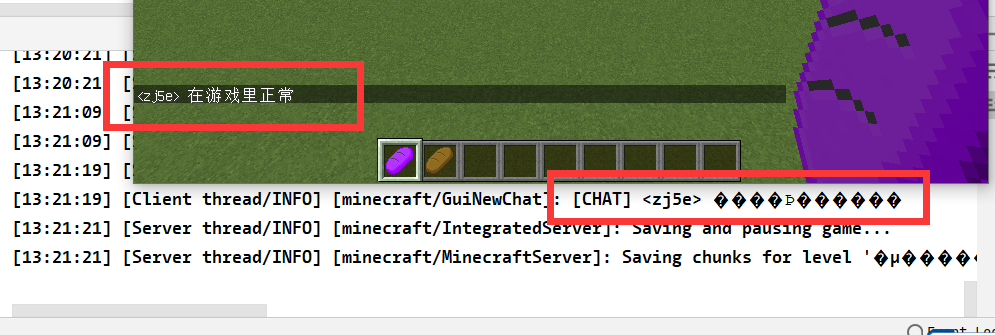 [13:20:21] [
[13:20:21] [
<zj5e> 在游戏里正常
[13:21:09] [
[13:21:09] [
[13:21:19] [
[13:21:19] [Client thread/INFO] [minecraft/GuiNewChat]: [CHAT] <zj5e> ����Ϸ������
[13:21:21] [Server thread/INFO] [minecraft/IntegratedServer]: Saving and pausing game...
[13:21:21] [Server thread/INFO] [minecraft/MinecraftServer]: Saving chunks for level '�µ�����